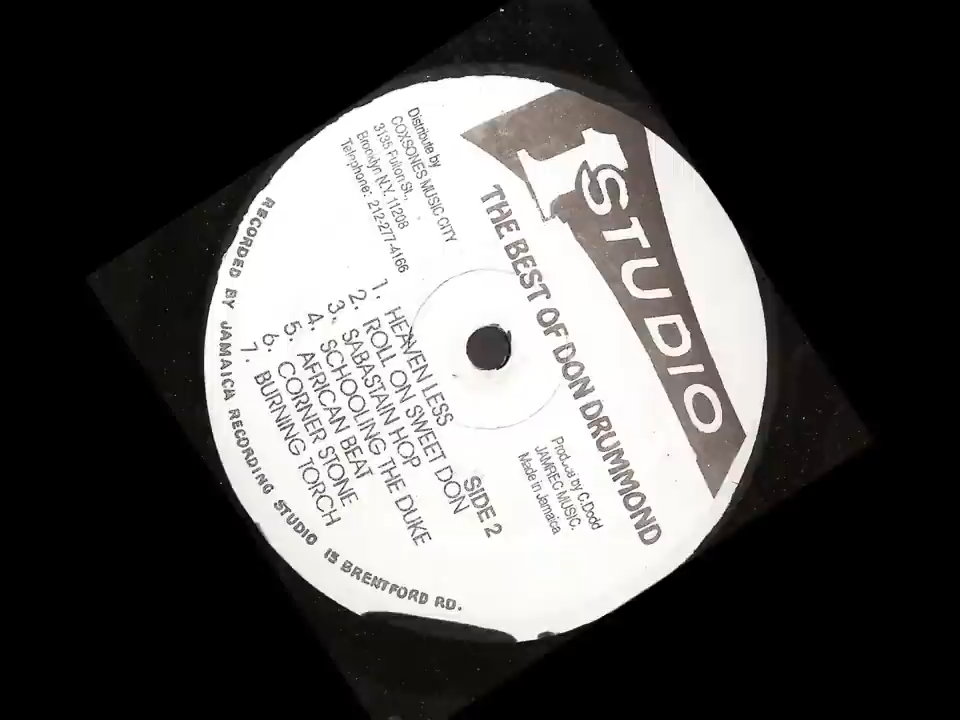 STUDIO 1
THE BEST OF DON DRUMMOND
Distribute by
COXSONES MUSIC CITY
3135 Fulton St.,
Brooklyn N.Y. 11208
Telephone: 212-277-4166
Produce by C. Dodd
JAMREC MUSIC.
Made in Jamaica
SIDE 2
1. HEAVEN LESS
2. ROLL ON SWEET DON
3. SABASTAIN HOP
4. SCHOOLING THE DUKE
5. AFRICAN BEAT
6. CORNER STONE
7. BURNING TORCH
RECORDED BY JAMAICA RECORDING STUDIO 13 BRENTFORD RD.